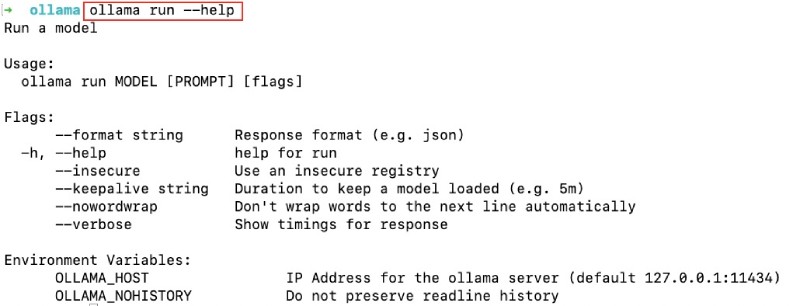 ➜ ollama ollama run --help
Run a model

Usage:
  ollama run MODEL [PROMPT] [flags]

Flags:
      --format string      Response format (e.g. json)
  -h, --help               help for run
      --insecure           Use an insecure registry
      --keepalive string   Duration to keep a model loaded (e.g. 5m)
      --nowordwrap         Don't wrap words to the next line automatically
      --verbose            Show timings for response

Environment Variables:
      OLLAMA_HOST                IP Address for the ollama server (default 127.0.0.1:11434)
      OLLAMA_NOHISTORY           Do not preserve readline history